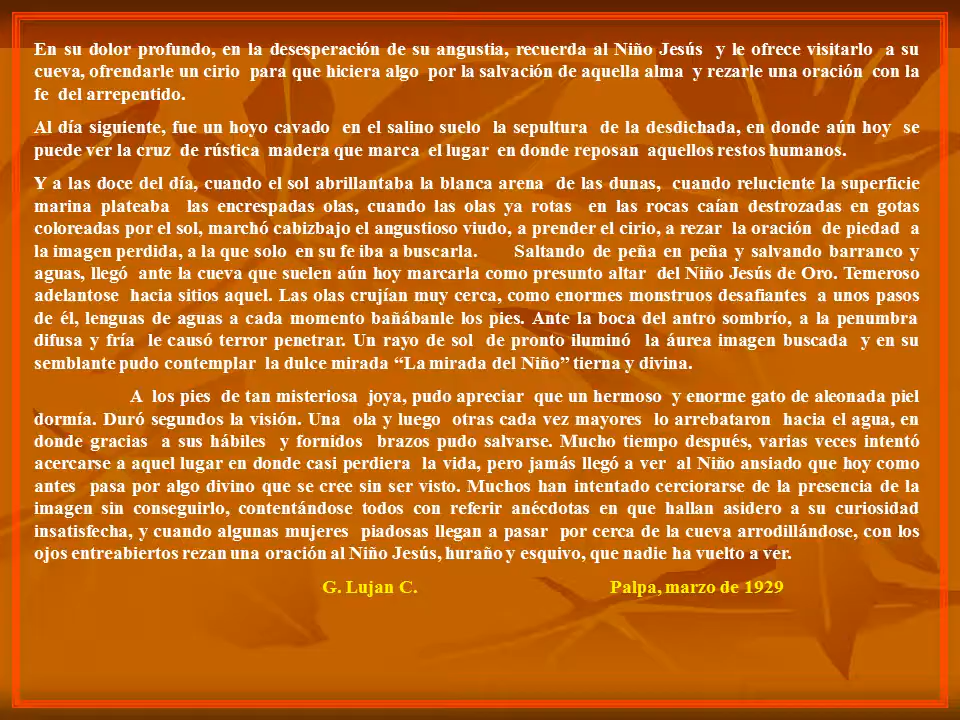 En su dolor profundo, en la desesperación de su angustia, recuerda al Niño Jesús y le ofrece visitarlo a su
cueva, ofrendarle un cirio para que hiciera algo por la salvación de aquella alma y rezarle una oración con la
fe del arrepentido.
Al día siguiente, fue un hoyo cavado en el salino suelo la sepultura de la desdichada, en donde aún hoy se
puede ver la cruz de rústica madera que marca el lugar en donde reposan aquellos restos humanos.
Y a las doce del día, cuando el sol abrillantaba la blanca arena de las dunas, cuando reluciente la superficie
marina plateaba las encrespadas olas, cuando las olas ya rotas en las rocas caían destrozadas en gotas
coloreadas por el sol, marchó cabizbajo el angustioso viudo, a prender el cirio, a rezar la oración de piedad a
la imagen perdida, a la que solo en su fe iba a buscarla. Saltando de peña en peña y salvando barranco y
aguas, llegó ante la cueva que suelen aún hoy marcarla como presunto altar del Niño Jesús de Oro. Temeroso
adelantose hacia sitios aquel. Las olas crujían muy cerca, como enormes monstruos desafiantes a unos pasos
de él, lenguas de aguas a cada momento bañábanle los pies. Ante la boca del antro sombrío, a la penumbra
difusa y fría le causó terror penetrar. Un rayo de sol de pronto iluminó la áurea imagen buscada y en su
semblante pudo contemplar la dulce mirada “La mirada del Niño” tierna y divina.
A los pies de tan misteriosa joya, pudo apreciar que un hermoso y enorme gato de aleonada piel
dormía. Duró segundos la visión. Una ola y luego otras cada vez mayores lo arrebataron hacia el agua, en
donde gracias a sus hábiles y fornidos brazos pudo salvarse. Mucho tiempo después, varias veces intentó
acercarse a aquel lugar en donde casi perdiera la vida, pero jamás llegó a ver al Niño ansiado que hoy como
antes pasa por algo divino que se cree sin ser visto. Muchos han intentado cerciorarse de la presencia de la
imagen sin conseguirlo, contentándose todos con referir anécdotas en que hallan asidero a su curiosidad
insatisfecha, y cuando algunas mujeres piadosas llegan a pasar por cerca de la cueva arrodillándose, con los
ojos entreabiertos rezan una oración al Niño Jesús, huraño y esquivo, que nadie ha vuelto a ver.
G. Lujan C. Palpa, marzo de 1929